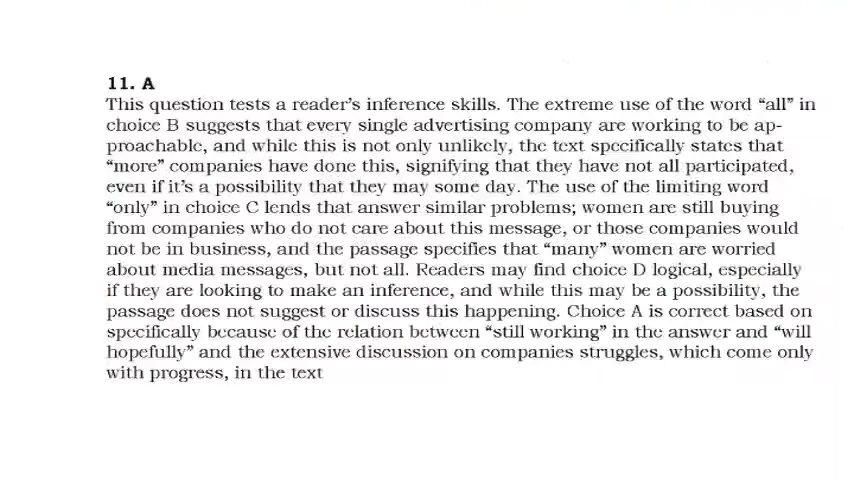 11. A
This question tests a reader's inference skills. The extreme use of the word “all” in
choice B suggests that every single advertising company are working to be ap-
proachable, and while this is not only unlikely, the text specifically states that
“more” companies have done this, signifying that they have not all participated,
even if it's a possibility that they may some day. The use of the limiting word
“only” in choice C lends that answer similar problems; women are still buying
from companies who do not care about this message, or those companies would
not be in business, and the passage specifies that “many” women are worried
about media messages, but not all. Readers may find choice D logical, especially
if they are looking to make an inference, and while this may be a possibility, the
passage does not suggest or discuss this happening. Choice A is correct based on
specifically because of the relation between “still working” in the answer and “will
hopefully” and the extensive discussion on companies struggles, which come only
with progress, in the text